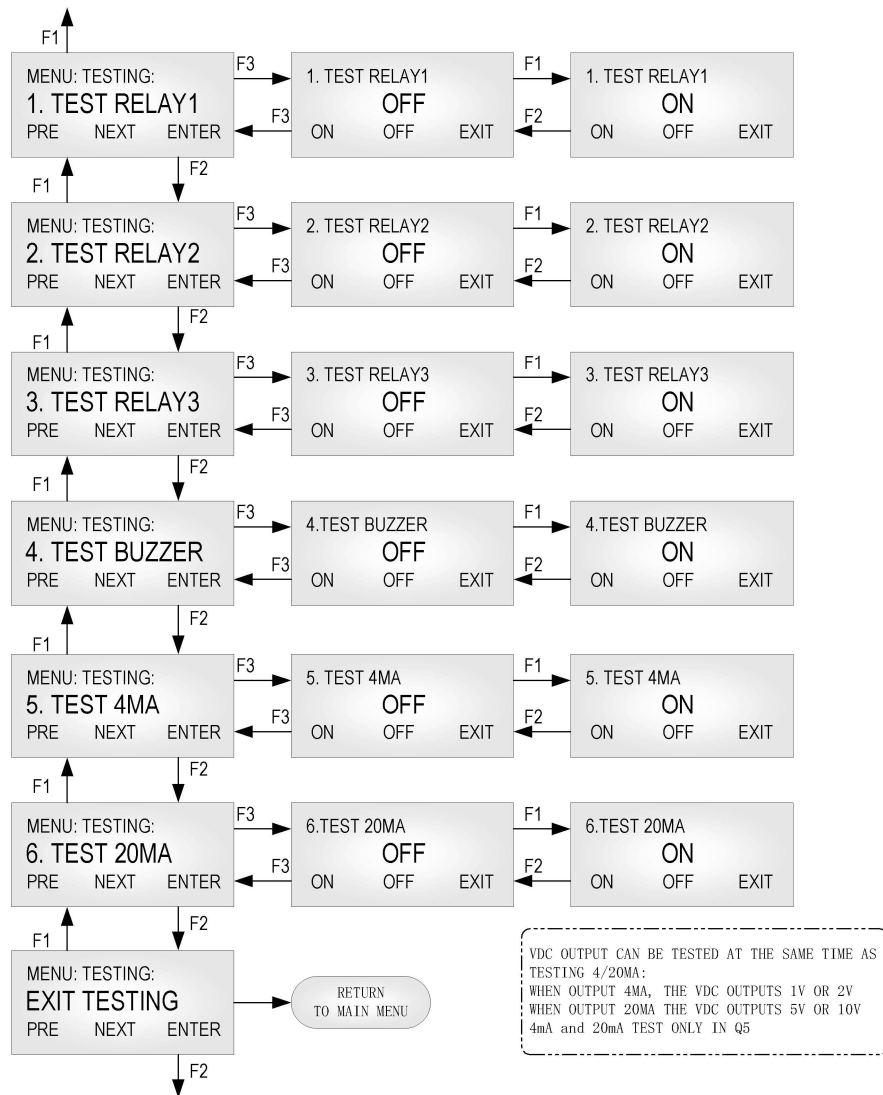 F1
MENU: TESTING:
1. TEST RELAY1
PRE NEXT ENTER
F3
F3
1. TEST RELAY1
OFF
ON OFF EXIT
F1
F2
1. TEST RELAY1
ON
ON OFF EXIT
F1
F2
MENU: TESTING:
2. TEST RELAY2
PRE NEXT ENTER
F3
F3
2. TEST RELAY2
OFF
ON OFF EXIT
F1
F2
2. TEST RELAY2
ON
ON OFF EXIT
F1
F2
MENU: TESTING:
3. TEST RELAY3
PRE NEXT ENTER
F3
F3
3. TEST RELAY3
OFF
ON OFF EXIT
F1
F2
3. TEST RELAY3
ON
ON OFF EXIT
F1
F2
MENU: TESTING:
4. TEST BUZZER
PRE NEXT ENTER
F3
F3
4.TEST BUZZER
OFF
ON OFF EXIT
F1
F2
4.TEST BUZZER
ON
ON OFF EXIT
F1
F2
MENU: TESTING:
5. TEST 4MA
PRE NEXT ENTER
F3
F3
5. TEST 4MA
OFF
ON OFF EXIT
F1
F2
5. TEST 4MA
ON
ON OFF EXIT
F1
F2
MENU: TESTING:
6. TEST 20MA
PRE NEXT ENTER
F3
F3
6.TEST 20MA
OFF
ON OFF EXIT
F1
F2
6.TEST 20MA
ON
ON OFF EXIT
F1
F2
MENU: TESTING:
EXIT TESTING
PRE NEXT ENTER
RETURN
TO MAIN MENU
F2
VDC OUTPUT CAN BE TESTED AT THE SAME TIME AS
TESTING 4/20MA:
WHEN OUTPUT 4MA, THE VDC OUTPUTS 1V OR 2V
WHEN OUTPUT 20MA THE VDC OUTPUTS 5V OR 10V
4mA and 20mA TEST ONLY IN Q5